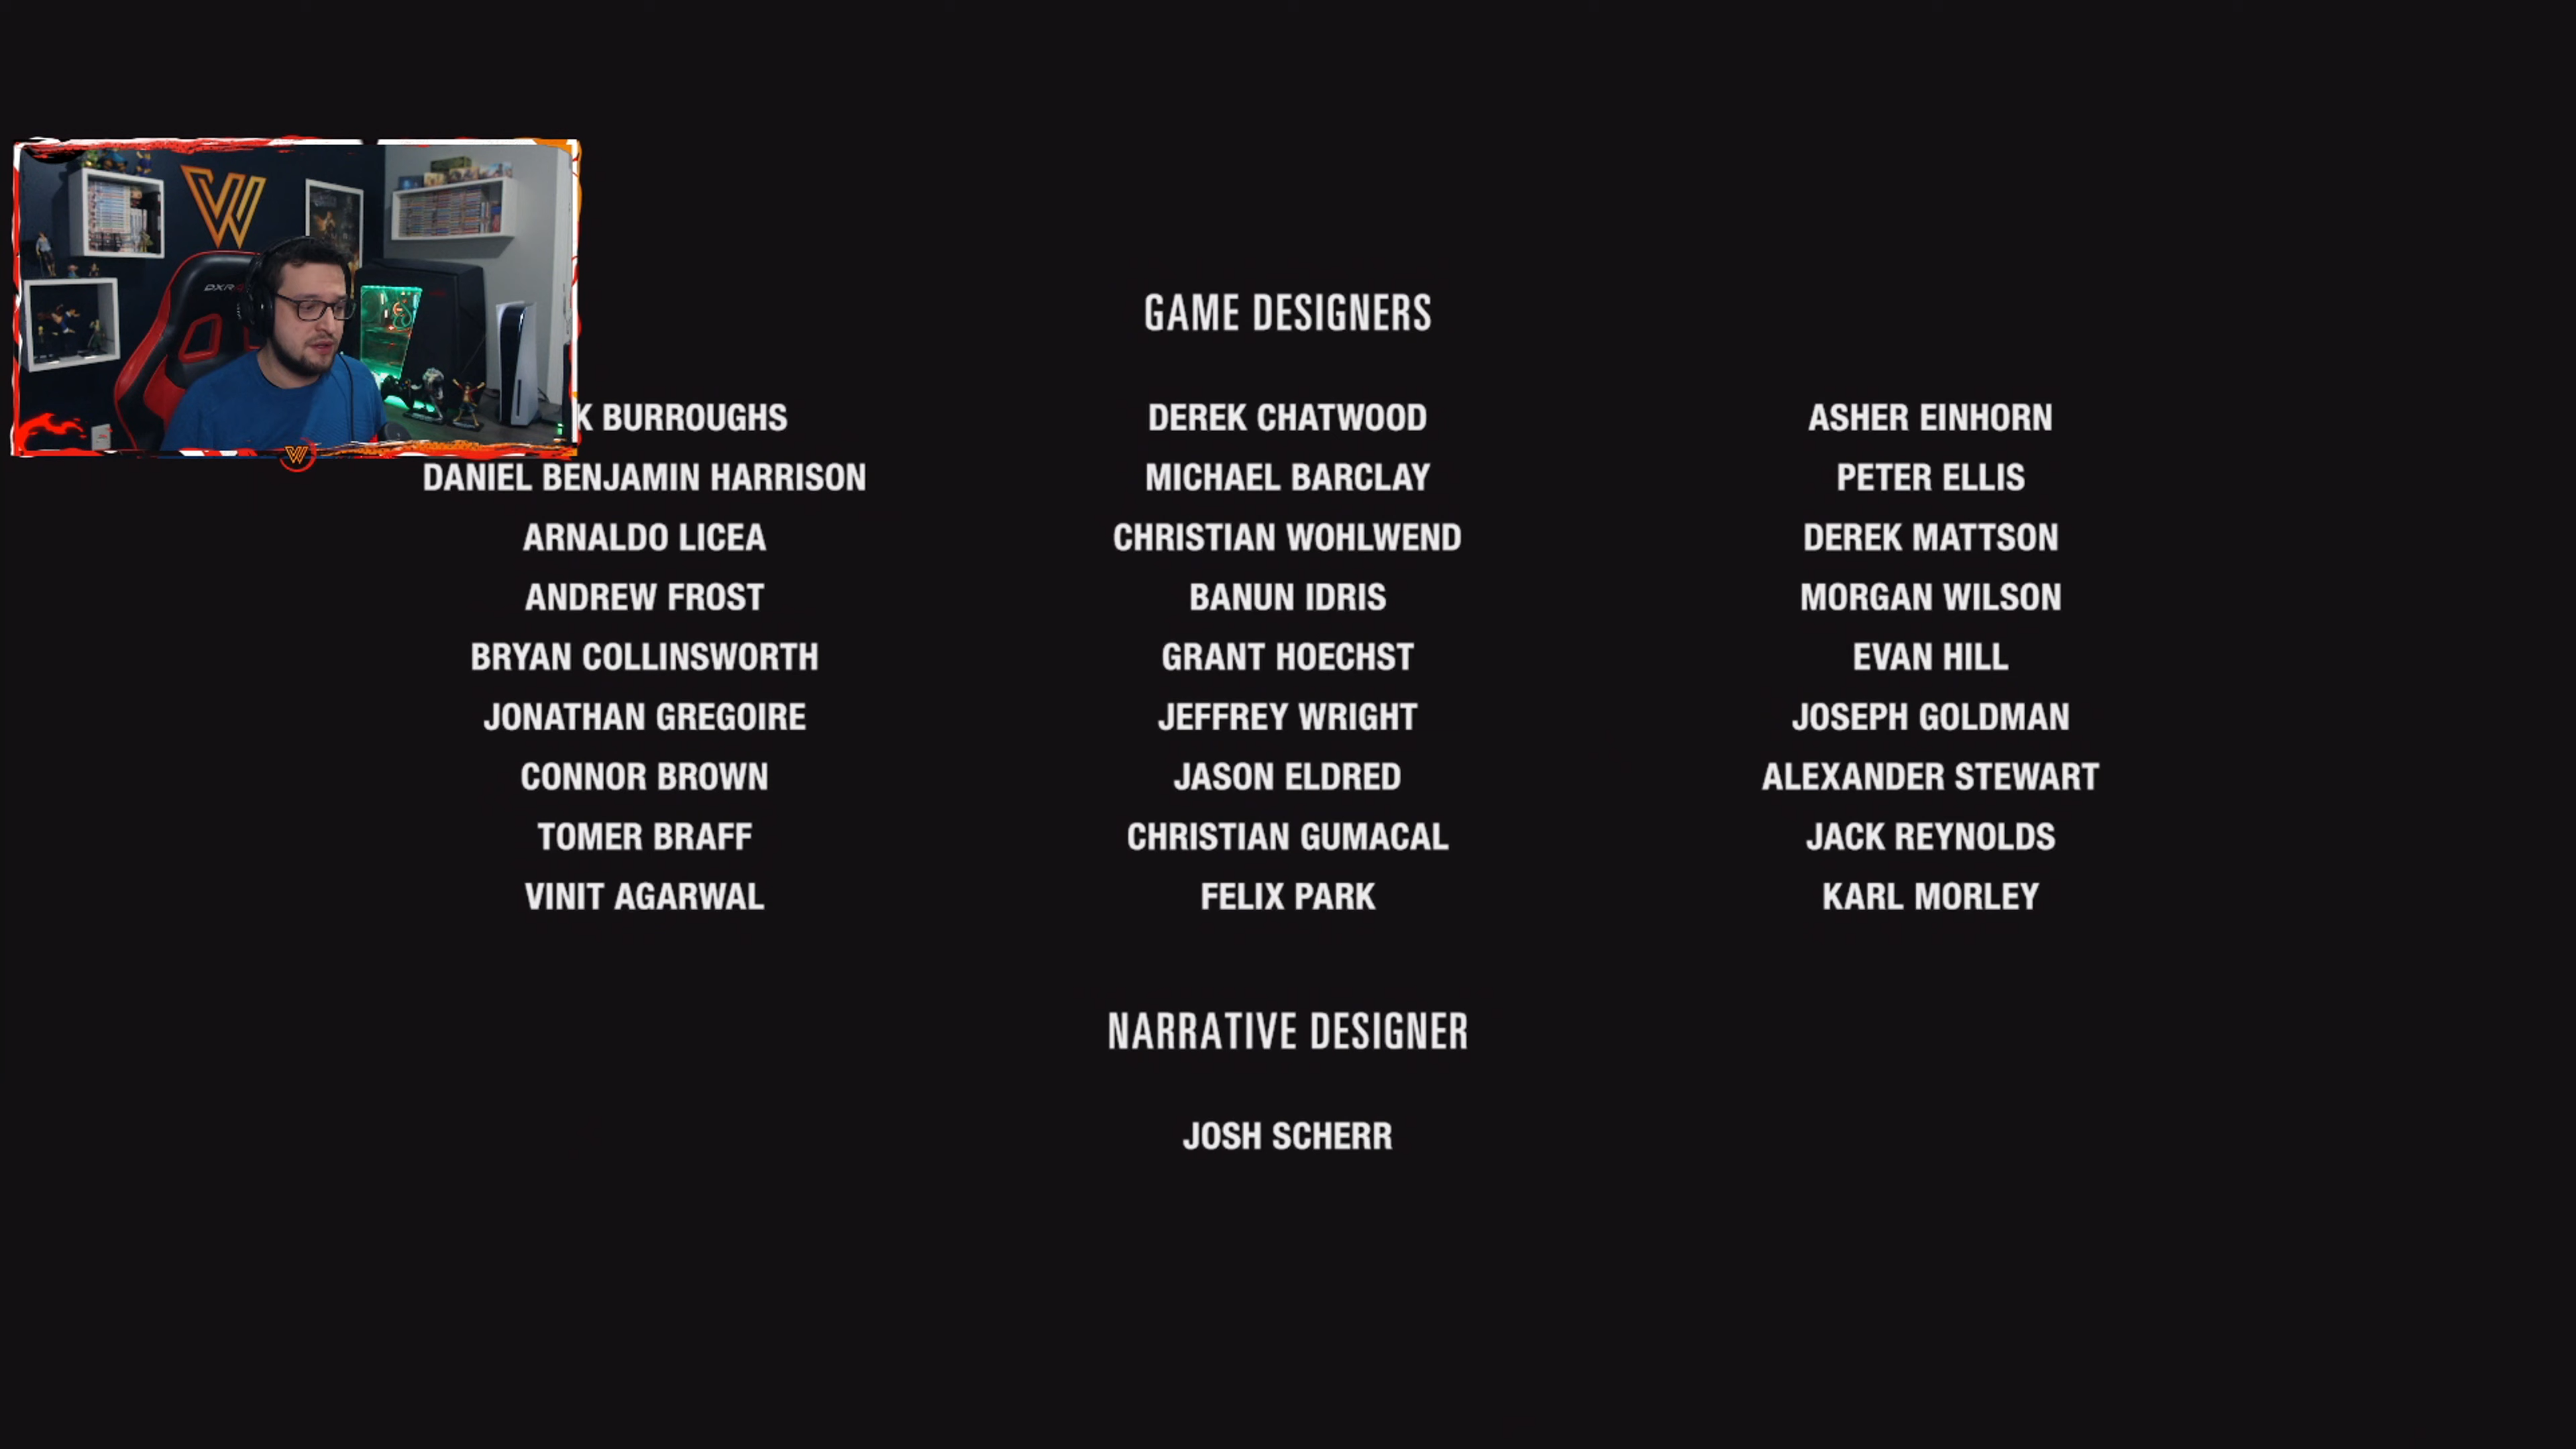 GAME DESIGNERS
K BURROUGHS DEREK CHATWOOD ASHER EINHORN
DANIEL BENJAMIN HARRISON MICHAEL BARCLAY PETER ELLIS
ARNALDO LICEA CHRISTIAN WOHLWEND DEREK MATTSON
ANDREW FROST BANUN IDRIS MORGAN WILSON
BRYAN COLLINSWORTH GRANT HOECHST EVAN HILL
JONATHAN GREGOIRE JEFFREY WRIGHT JOSEPH GOLDMAN
CONNOR BROWN JASON ELDRED ALEXANDER STEWART
TOMER BRAFF CHRISTIAN GUMACAL JACK REYNOLDS
VINIT AGARWAL FELIX PARK KARL MORLEY
NARRATIVE DESIGNER
JOSH SCHERR